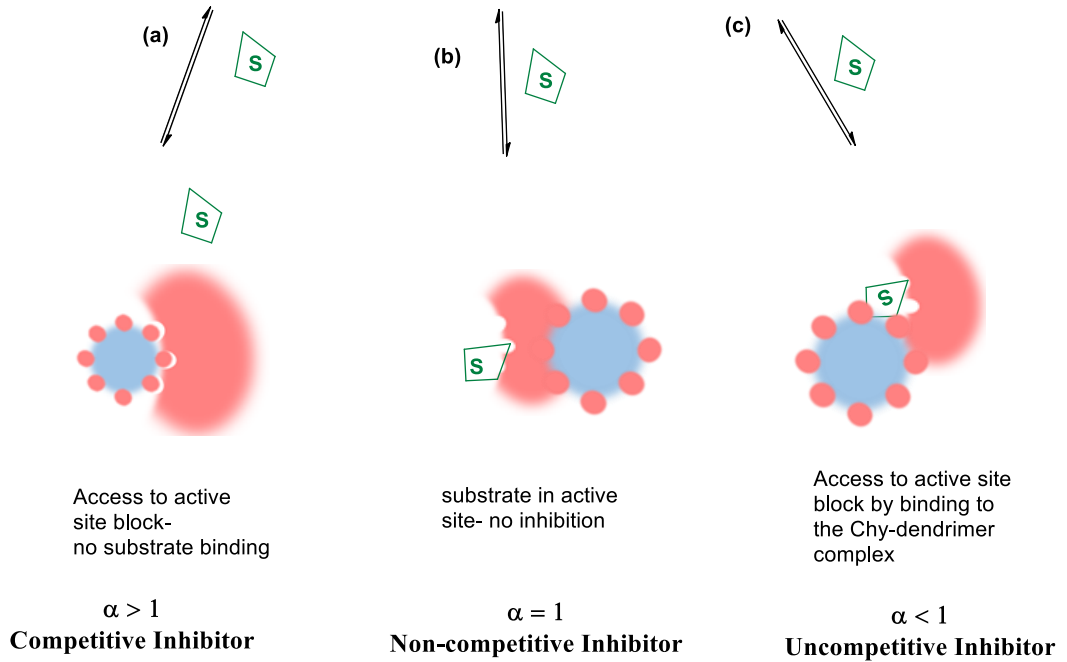 (a)
S
(b)
S
(c)
S
S
S
S
Access to active
site block-
no substrate binding
substrate in active
site- no inhibition
Access to active site
block by binding to
the Chy-dendrimer
complex
α > 1
Competitive Inhibitor
α = 1
Non-competitive Inhibitor
α < 1
Uncompetitive Inhibitor